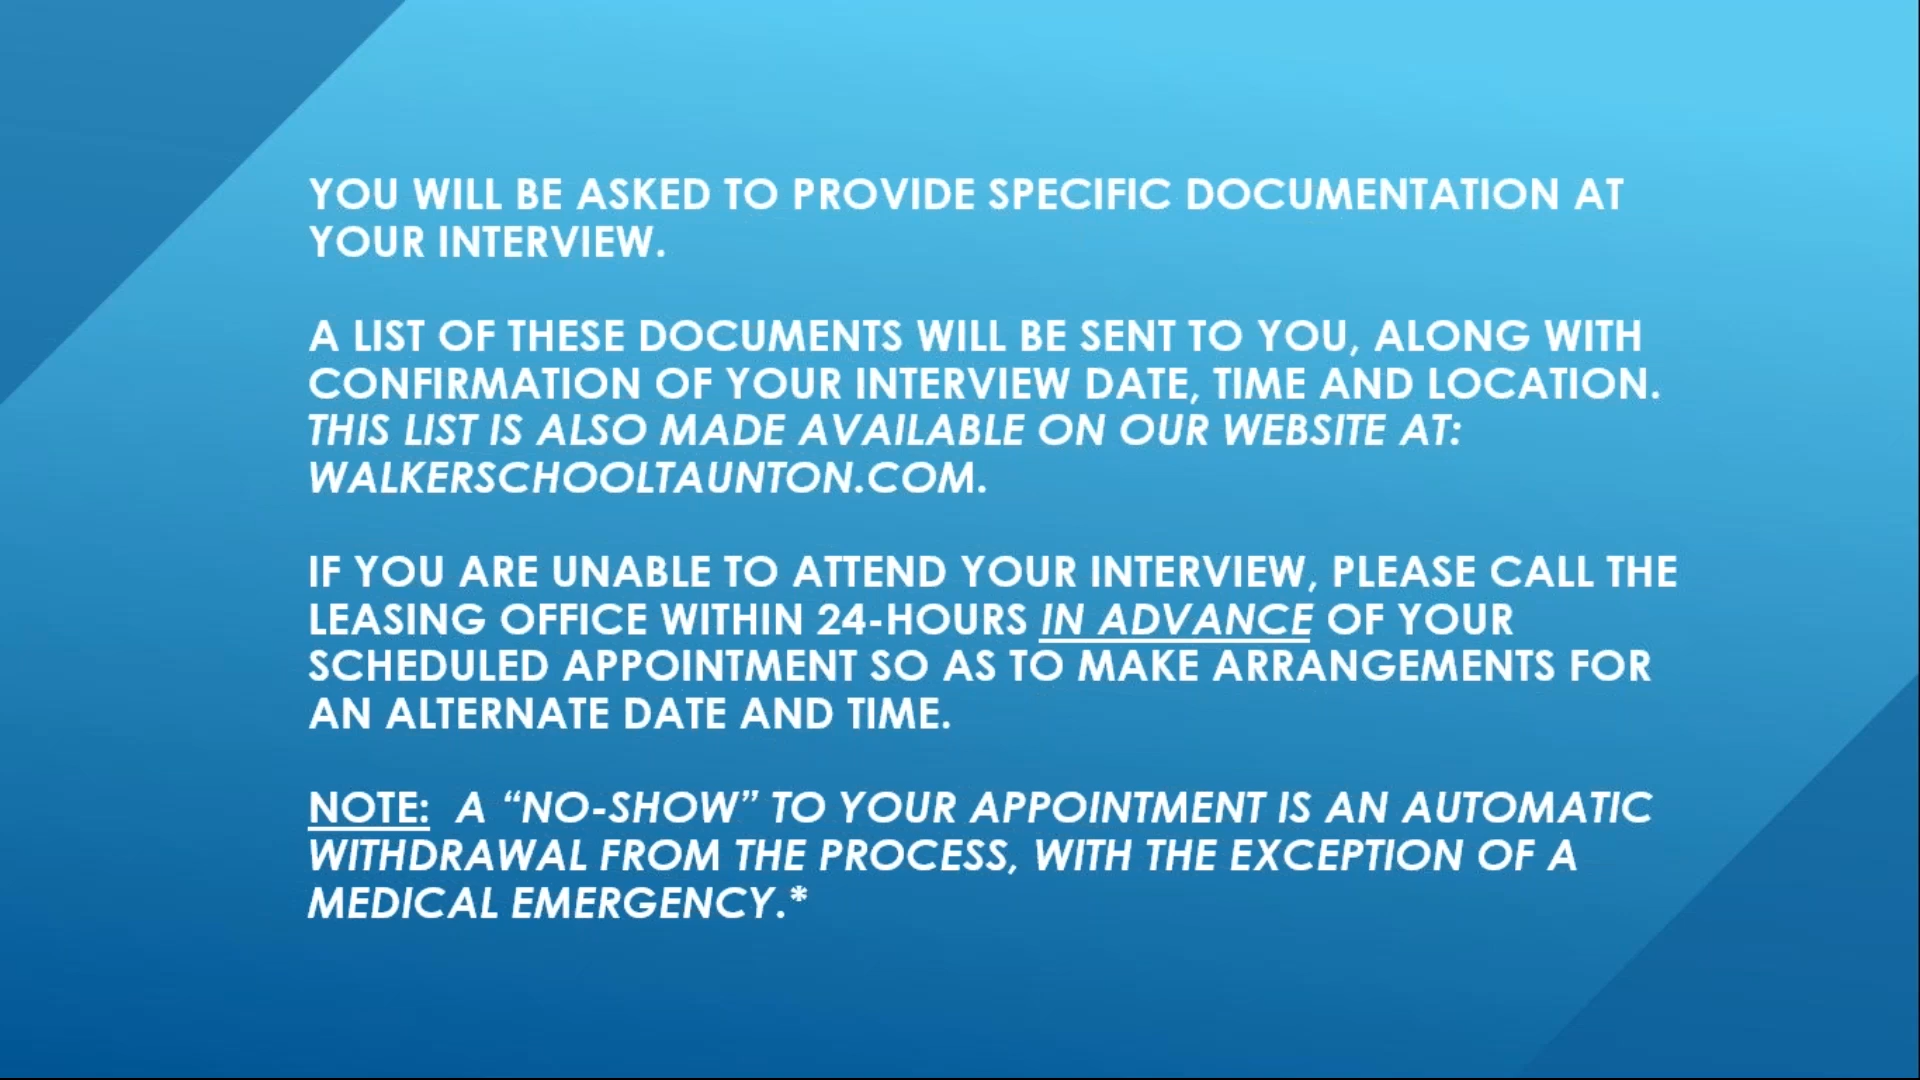 YOU WILL BE ASKED TO PROVIDE SPECIFIC DOCUMENTATION AT
YOUR INTERVIEW.
A LIST OF THESE DOCUMENTS WILL BE SENT TO YOU, ALONG WITH
CONFIRMATION OF YOUR INTERVIEW DATE, TIME AND LOCATION.
THIS LIST IS ALSO MADE AVAILABLE ON OUR WEBSITE AT:
WALKERSCHOOLTAUNTON.COM.
IF YOU ARE UNABLE TO ATTEND YOUR INTERVIEW, PLEASE CALL THE
LEASING OFFICE WITHIN 24-HOURS IN ADVANCE OF YOUR
SCHEDULED APPOINTMENT SO AS TO MAKE ARRANGEMENTS FOR
AN ALTERNATE DATE AND TIME.
NOTE: A “NO-SHOW” TO YOUR APPOINTMENT IS AN AUTOMATIC
WITHDRAWAL FROM THE PROCESS, WITH THE EXCEPTION OF A
MEDICAL EMERGENCY.*